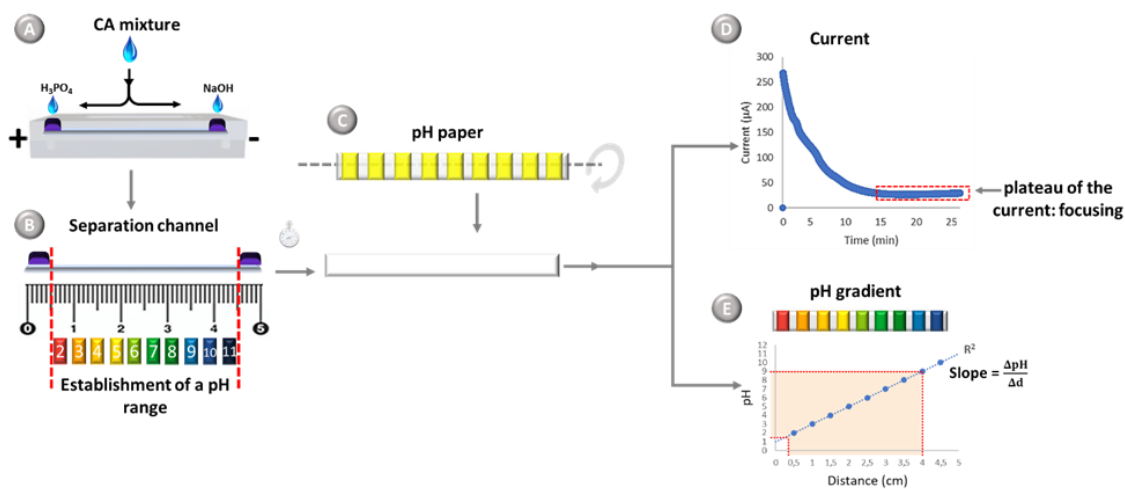 A
CA mixture
H₃PO₄
NaOH
+
-
B
Separation channel
0 1 2 3 4 5
2 3 4 5 6 7 8 9 10 11
Establishment of a pH
range
C
pH paper
D
Current
Current (µA)
300
250
200
150
100
50
0
0 5 10 15 20 25
Time (min)
plateau of the
current: focusing
E
pH gradient
pH
12
11
10
9
8
7
6
5
4
3
2
1
0
0 0,5 1 1,5 2 2,5 3 3,5 4 4,5 5
Distance (cm)
R²
Slope = ΔpH/Δd